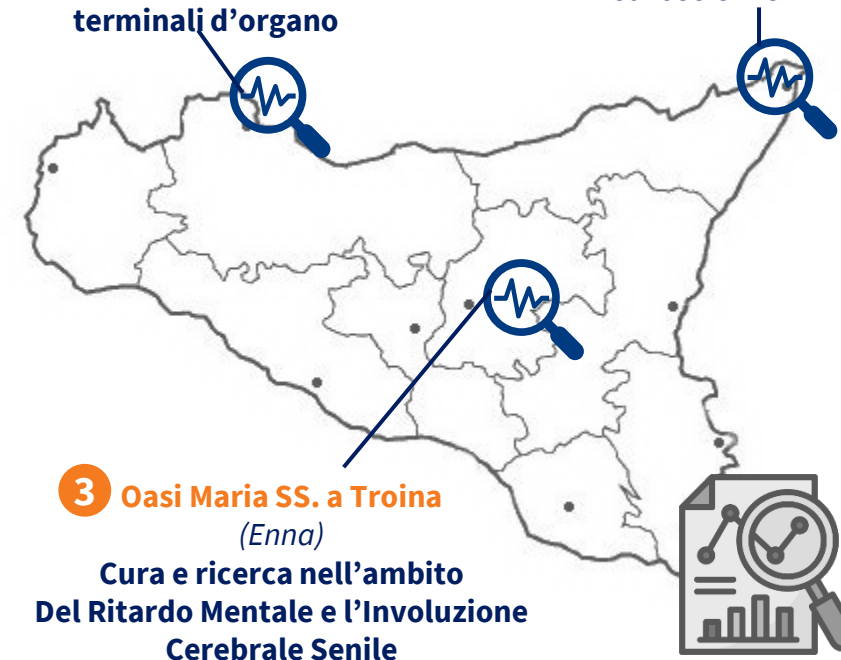 terminali d’organo
3 Oasi Maria SS. a Troina
(Enna)
Cura e ricerca nell’ambito
Del Ritardo Mentale e l’Involuzione
Cerebrale Senile